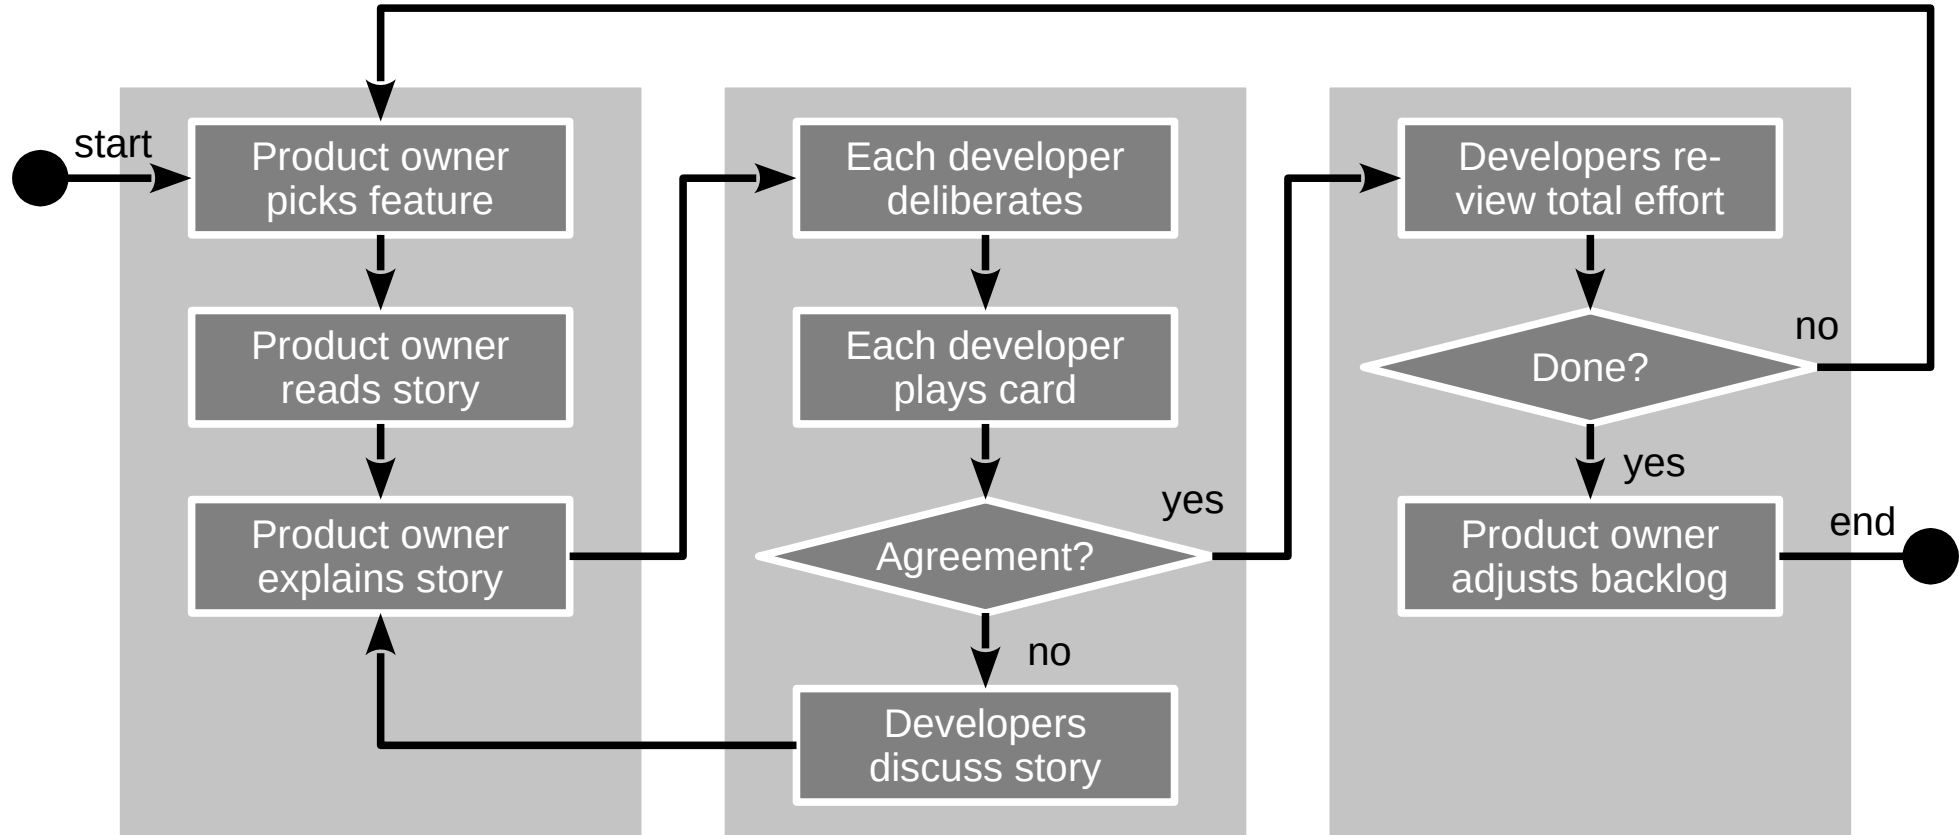 start
Product owner
picks feature
Product owner
reads story
Product owner
explains story
Each developer
deliberates
Each developer
plays card
Agreement?
yes
no
Developers
discuss story
Developers re-
view total effort
Done?
no
yes
Product owner
adjusts backlog
end